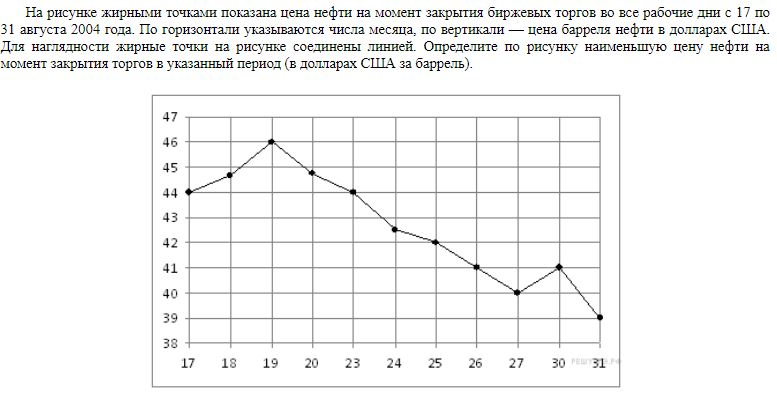 На рисунке жирными точками показана цена нефти на момент закрытия биржевых торгов во все рабочие дни с 17 по
31 августа 2004 года. По горизонтали указываются числа месяца, по вертикали — цена барреля нефти в долларах США.
Для наглядности жирные точки на рисунке соединены линией. Определите по рисунку наименьшую цену нефти на
момент закрытия торгов в указанный период (в долларах США за баррель).
47
46
45
44
43
42
41
40
39
38
17 18 19 20 23 24 25 26 27 30 31